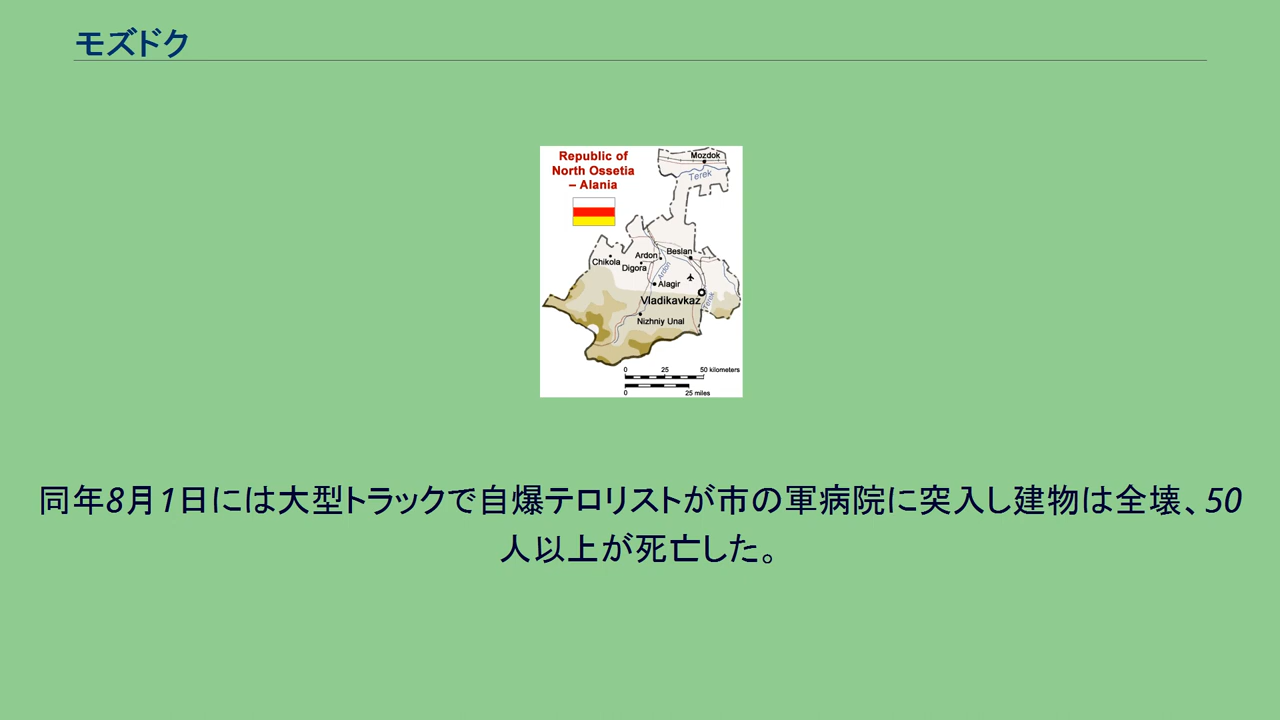 モズドク
Republic of
North Ossetia
– Alania
Mozdok
Terek
Ardon
Beslan
Chikola
Digora
Ardon
Alagir
Vladikavkaz
Terek
Nizhniy Unal
0 25 50 kilometers
0 25 miles
同年8月1日には大型トラックで自爆テロリストが市の軍病院に突入し建物は全壊、50
人以上が死亡した。